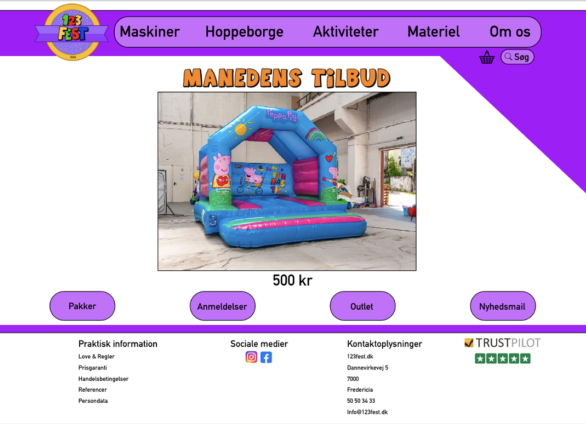 123
FEST
Maskiner
Hoppeborge
Aktiviteter
Materiel
Om os
Søg
MANEDENS TILBUD
Peppa Pig
500 kr
Pakker
Anmeldelser
Outlet
Nyhedsmail
Praktisk information
Love & Regler
Prisgaranti
Handelsbetingelser
Referencer
Persondata
Sociale medier
Kontaktoplysninger
123fest.dk
Dannevirkevej 5
7000
Fredericia
50 50 34 33
Info@123fest.dk
TRUSTPILOT